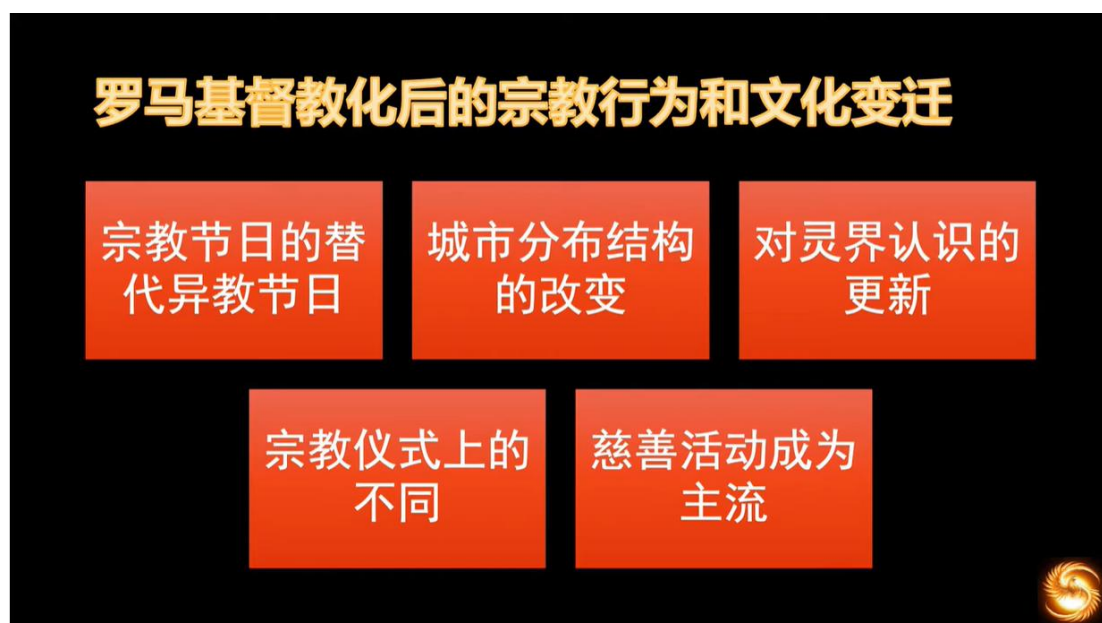 罗马基督教化后的宗教行为和文化变迁
宗教节日的替
代异教节日
城市分布结构
的改变
对灵界认识的
更新
宗教仪式上的
不同
慈善活动成为
主流